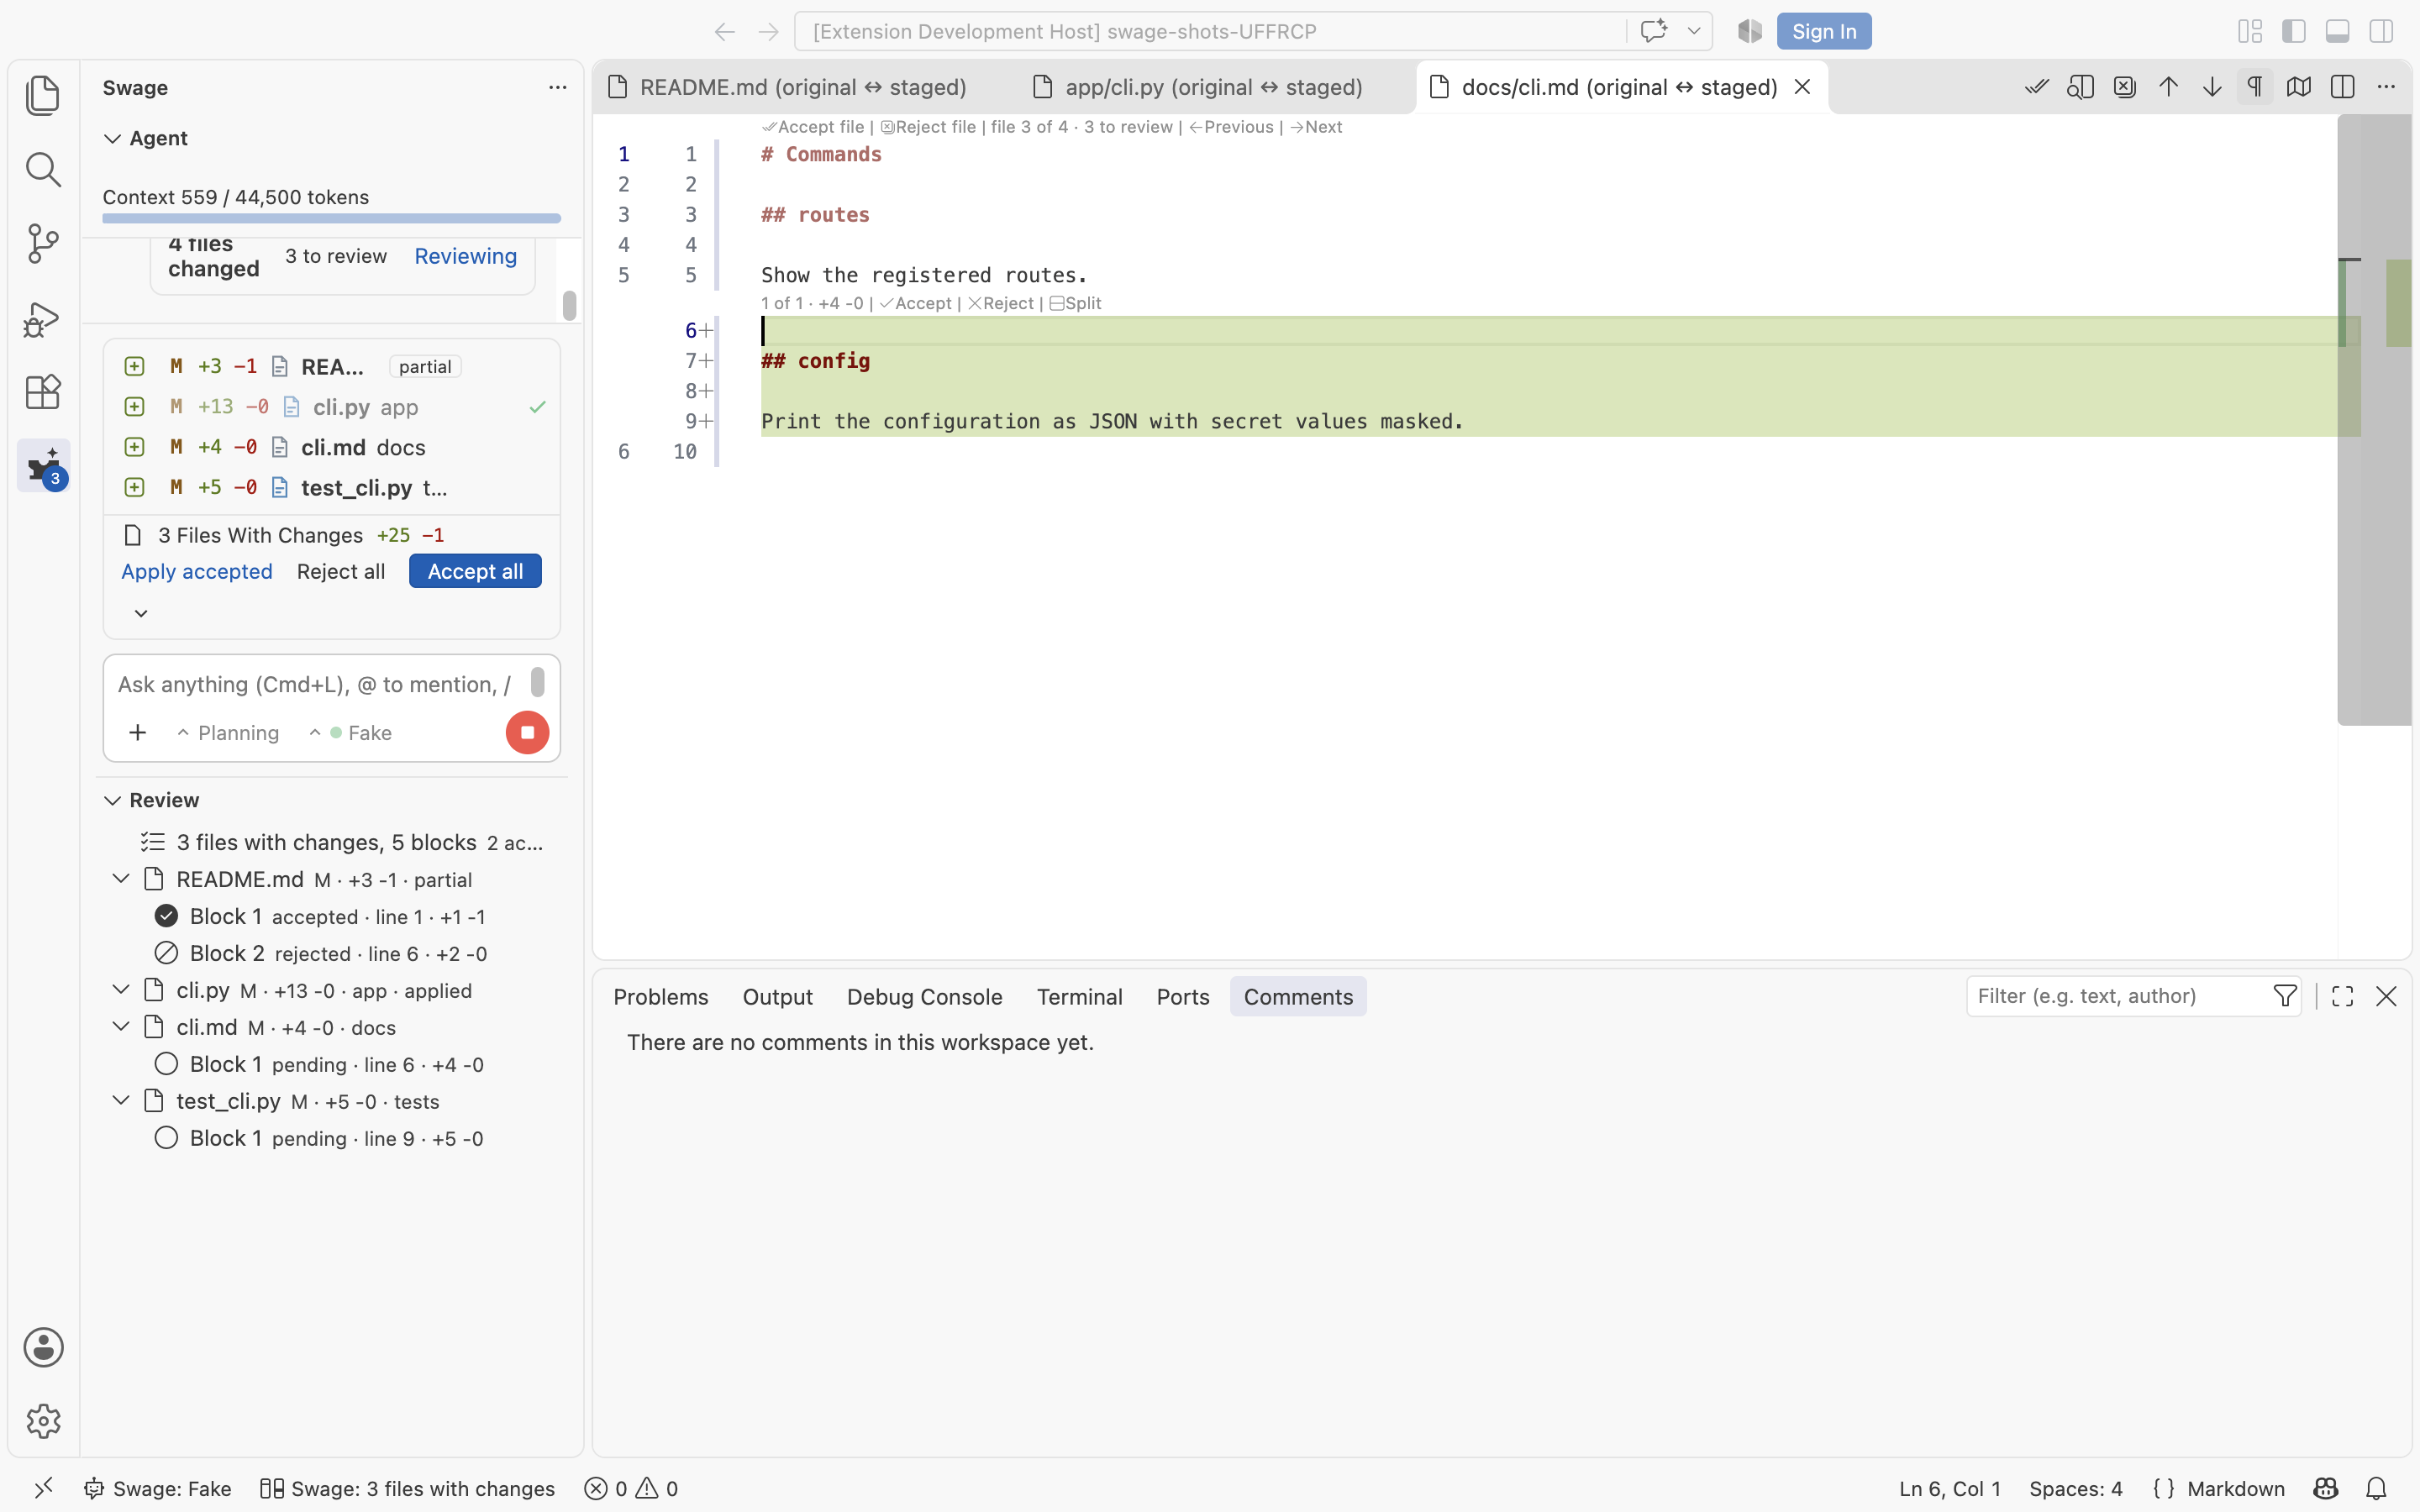 [Extension Development Host] swage-shots-UFFRCP
Sign In
Swage
Agent
Context 559 / 44,500 tokens
4 files changed
3 to review
Reviewing
M +3 −1 REA... partial
M +13 −0 cli.py app
M +4 −0 cli.md docs
M +5 −0 test_cli.py t...
3 Files With Changes +25 −1
Apply accepted
Reject all
Accept all
Ask anything (Cmd+L), @ to mention, /
Planning
Fake
Review
3 files with changes, 5 blocks 2 ac...
README.md M · +3 -1 · partial
Block 1 accepted · line 1 · +1 -1
Block 2 rejected · line 6 · +2 -0
cli.py M · +13 -0 · app · applied
cli.md M · +4 -0 · docs
Block 1 pending · line 6 · +4 -0
test_cli.py M · +5 -0 · tests
Block 1 pending · line 9 · +5 -0
3
README.md (original ↔ staged)
app/cli.py (original ↔ staged)
docs/cli.md (original ↔ staged)
Accept file | Reject file | file 3 of 4 · 3 to review | ←Previous | →Next
1 1 # Commands
2 2
3 3 ## routes
4 4
5 5 Show the registered routes.
1 of 1 · +4 -0 | Accept | Reject | Split
6+
7+ ## config
8+
9+ Print the configuration as JSON with secret values masked.
6 10
Problems
Output
Debug Console
Terminal
Ports
Comments
Filter (e.g. text, author)
There are no comments in this workspace yet.
Swage: Fake
Swage: 3 files with changes
0 0
Ln 6, Col 1
Spaces: 4
{ } Markdown